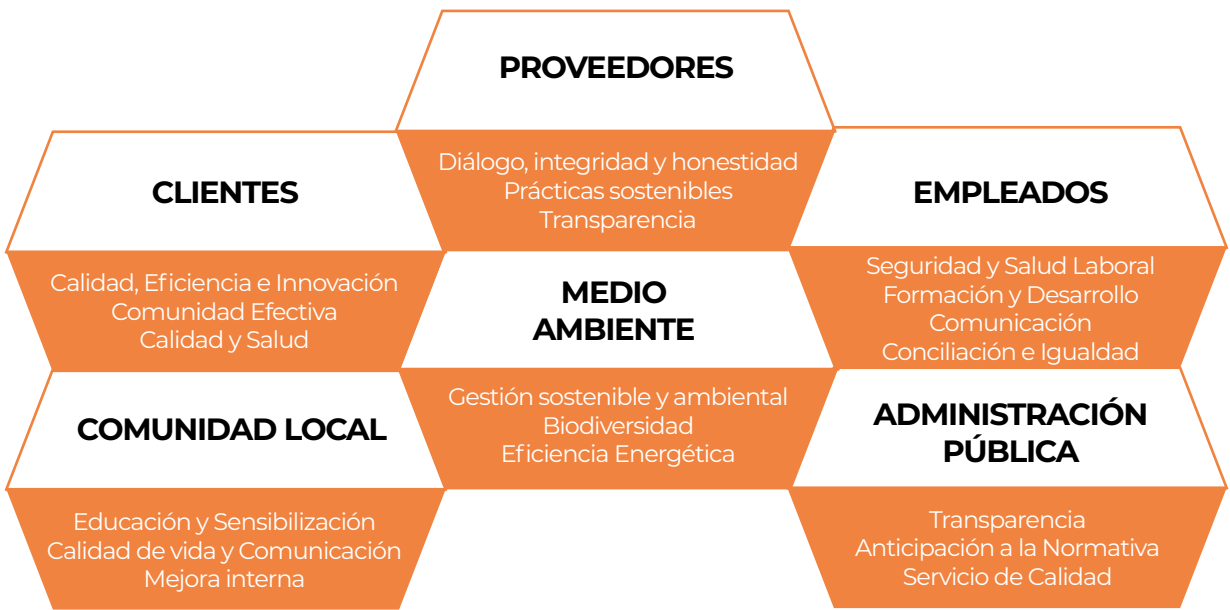 PROVEEDORES
Diálogo, integridad y honestidad
Prácticas sostenibles
Transparencia
CLIENTES
Calidad, Eficiencia e Innovación
Comunidad Efectiva
Calidad y Salud
EMPLEADOS
Seguridad y Salud Laboral
Formación y Desarrollo
Comunicación
Conciliación e Igualdad
MEDIO
AMBIENTE
Gestión sostenible y ambiental
Biodiversidad
Eficiencia Energética
COMUNIDAD LOCAL
Educación y Sensibilización
Calidad de vida y Comunicación
Mejora interna
ADMINISTRACIÓN
PÚBLICA
Transparencia
Anticipación a la Normativa
Servicio de Calidad